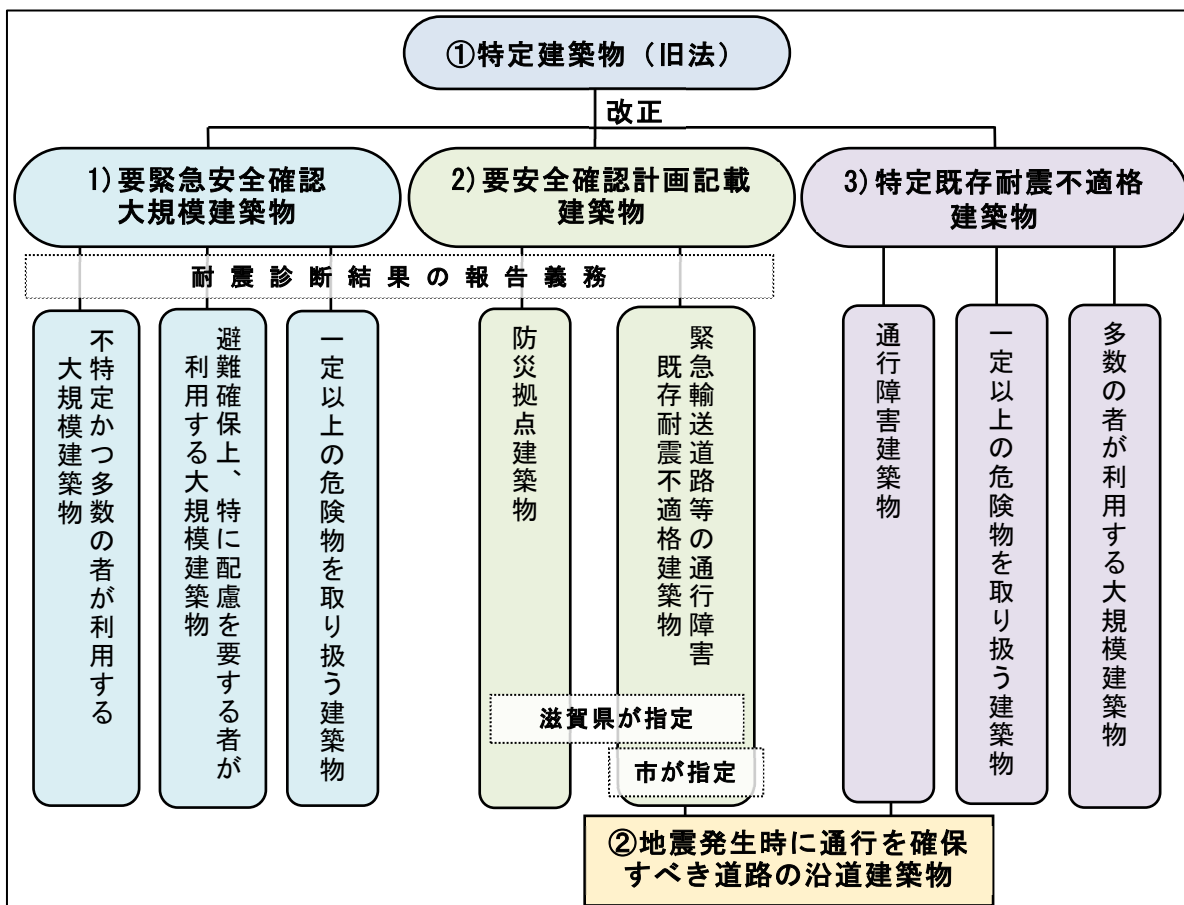 ①特定建築物（旧法）
改正
1)要緊急安全確認
大規模建築物
2)要安全確認計画記載
建築物
3)特定既存耐震不適格
建築物
耐震診断結果の報告義務
不特定かつ多数の者が利用する
大規模建築物
避難確保上、特に配慮を要する者が
利用する大規模建築物
一定以上の危険物を取り扱う建築物
防災拠点建築物
緊急輸送道路等の通行障害
既存耐震不適格建築物
通行障害建築物
一定以上の危険物を取り扱う建築物
多数の者が利用する大規模建築物
滋賀県が指定
市が指定
②地震発生時に通行を確保
すべき道路の沿道建築物